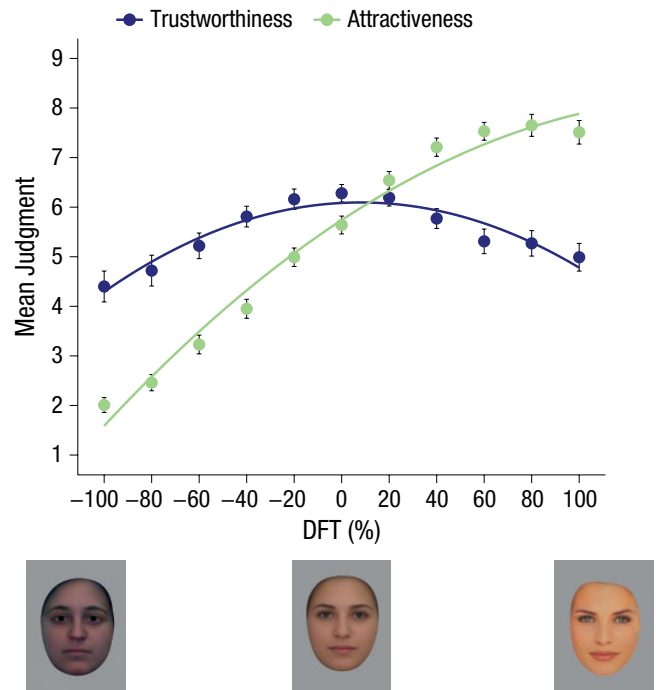 Trustworthiness Attractiveness
9
8
7
6
5
4
3
2
1
Mean Judgment
−100 −80 −60 −40 −20 0 20 40 60 80 100
DFT (%)